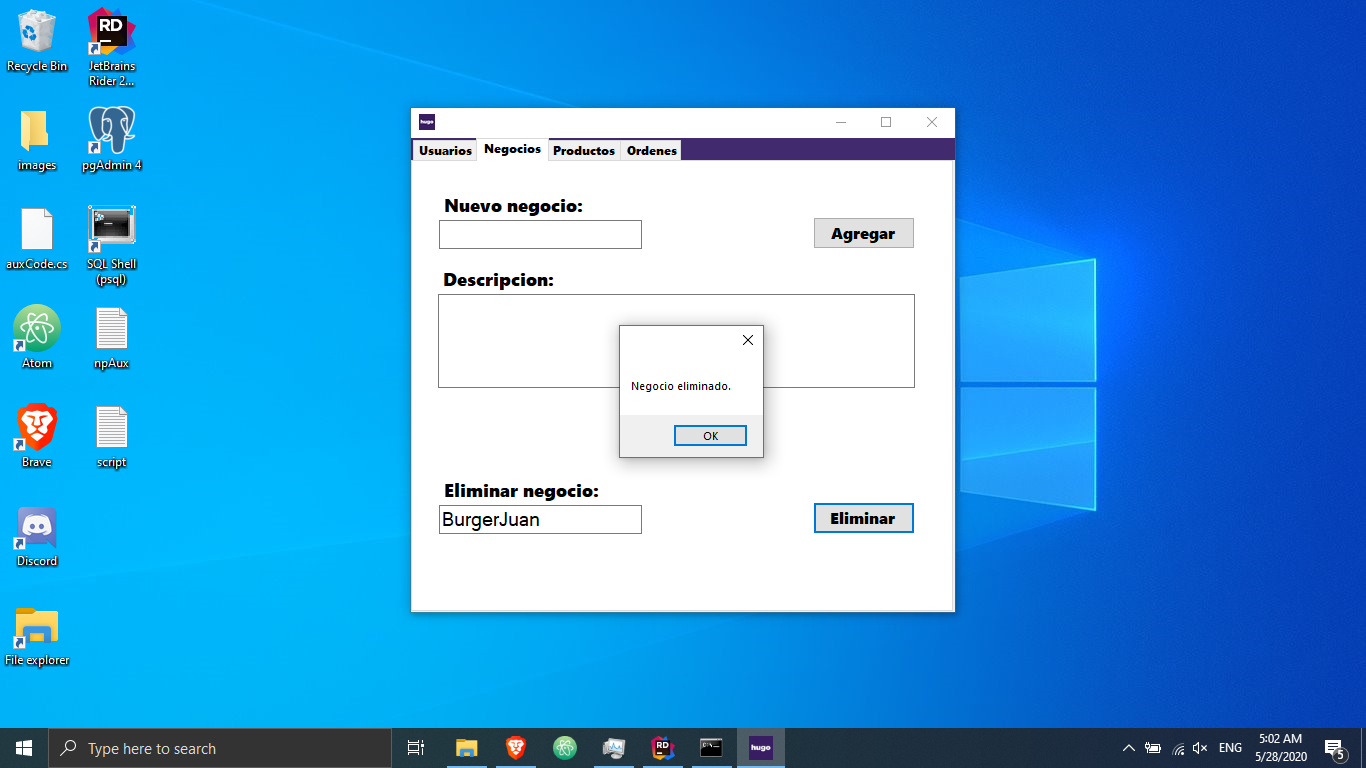 Recycle Bin
JetBrains
Rider 2...
images
pgAdmin 4
auxCode.cs
SQL Shell
(psql)
Atom
npAux
Brave
script
Discord
File explorer
RD
hugo
Usuarios
Negocios
Productos
Ordenes
Nuevo negocio:
Agregar
Descripcion:
Negocio eliminado.
OK
Eliminar negocio:
BurgerJuan
Eliminar
Type here to search
RD
hugo
ENG
5:02 AM
5/28/2020
5